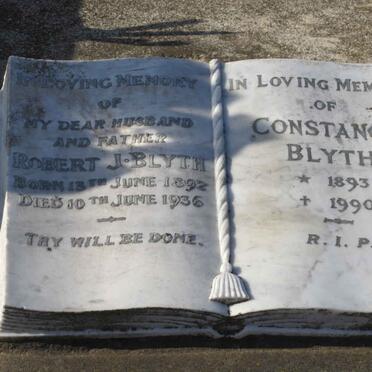 In Loving Memory
of
my dear husband
and father
Robert J. Blyth
Born 13th June 1892
Died 10th June 1936
Thy will be done.
In Loving Mem
of
Constanc
Blyth
* 1893
✝ 1990
R. I. P.